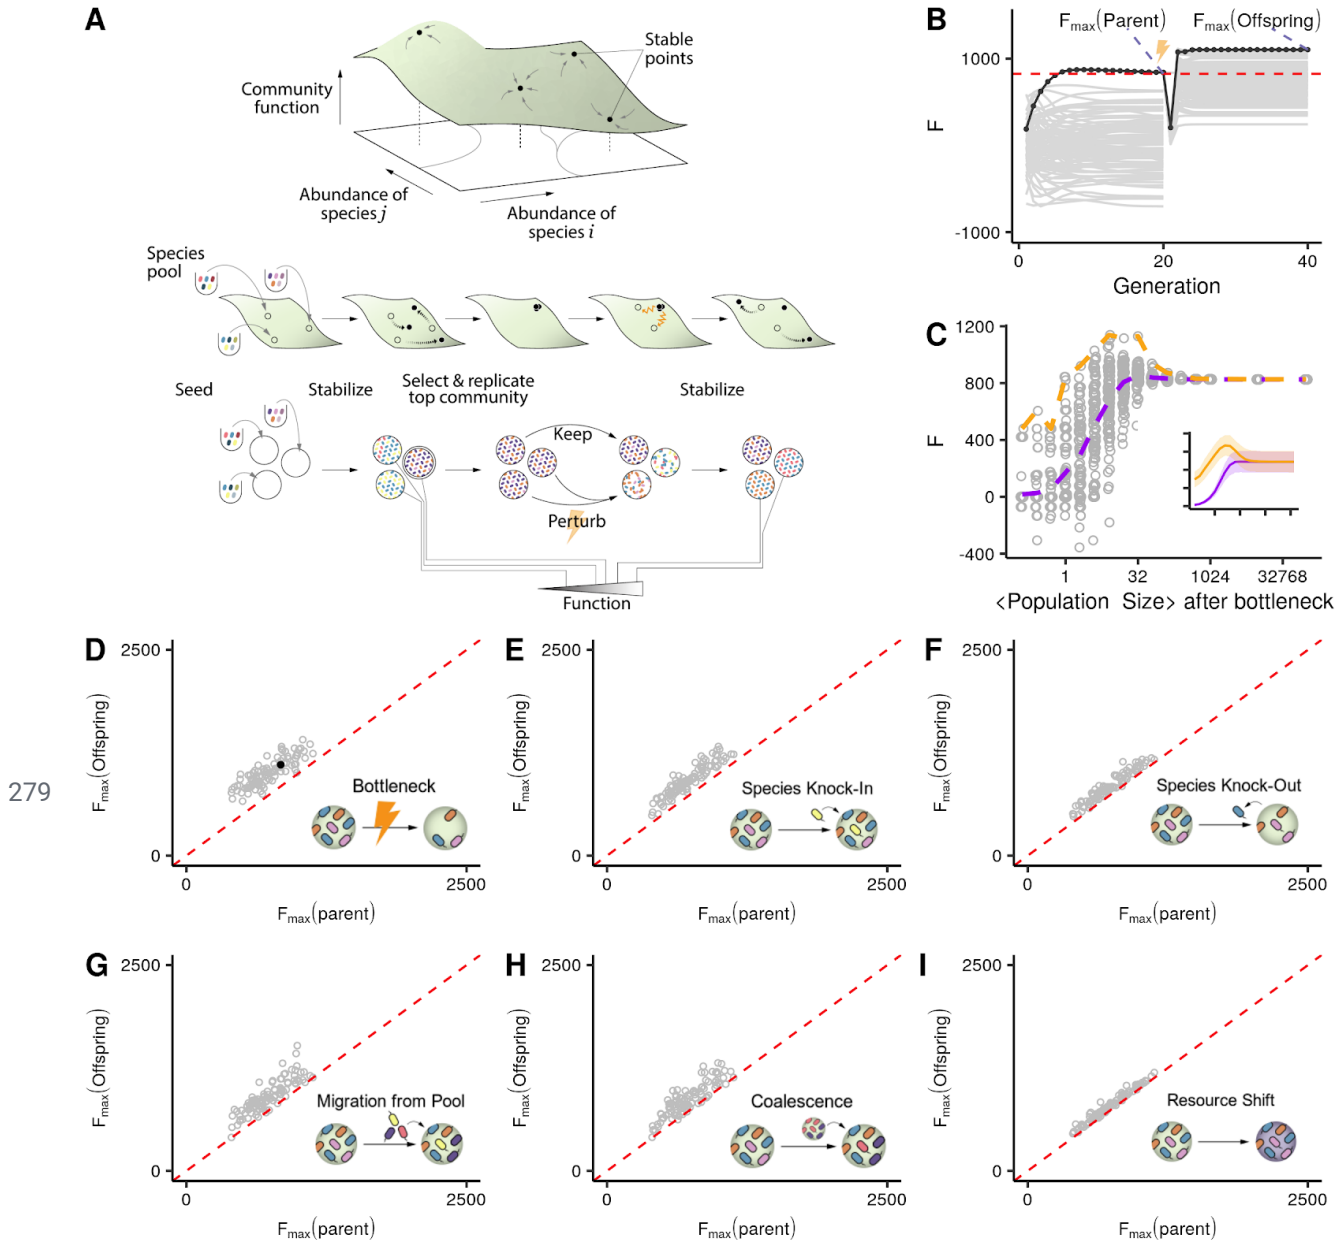 A
Community
function
Stable
points
Abundance of
species j
Abundance of
species i
Species
pool
Seed
Stabilize
Select & replicate
top community
Stabilize
Keep
Perturb
Function
B
Fmax(Parent)
Fmax(Offspring)
1000
F
-1000
0
20
40
Generation
C
1200
800
F
400
0
-400
1
32
1024
32768
<Population Size> after bottleneck
279
D
2500
Fmax(Offspring)
Bottleneck
0
0
2500
Fmax(parent)
E
2500
Fmax(Offspring)
Species Knock-In
0
0
2500
Fmax(parent)
F
2500
Fmax(Offspring)
Species Knock-Out
0
0
2500
Fmax(parent)
G
2500
Fmax(Offspring)
Migration from Pool
0
0
2500
Fmax(parent)
H
2500
Fmax(Offspring)
Coalescence
0
0
2500
Fmax(parent)
I
2500
Fmax(Offspring)
Resource Shift
0
0
2500
Fmax(parent)